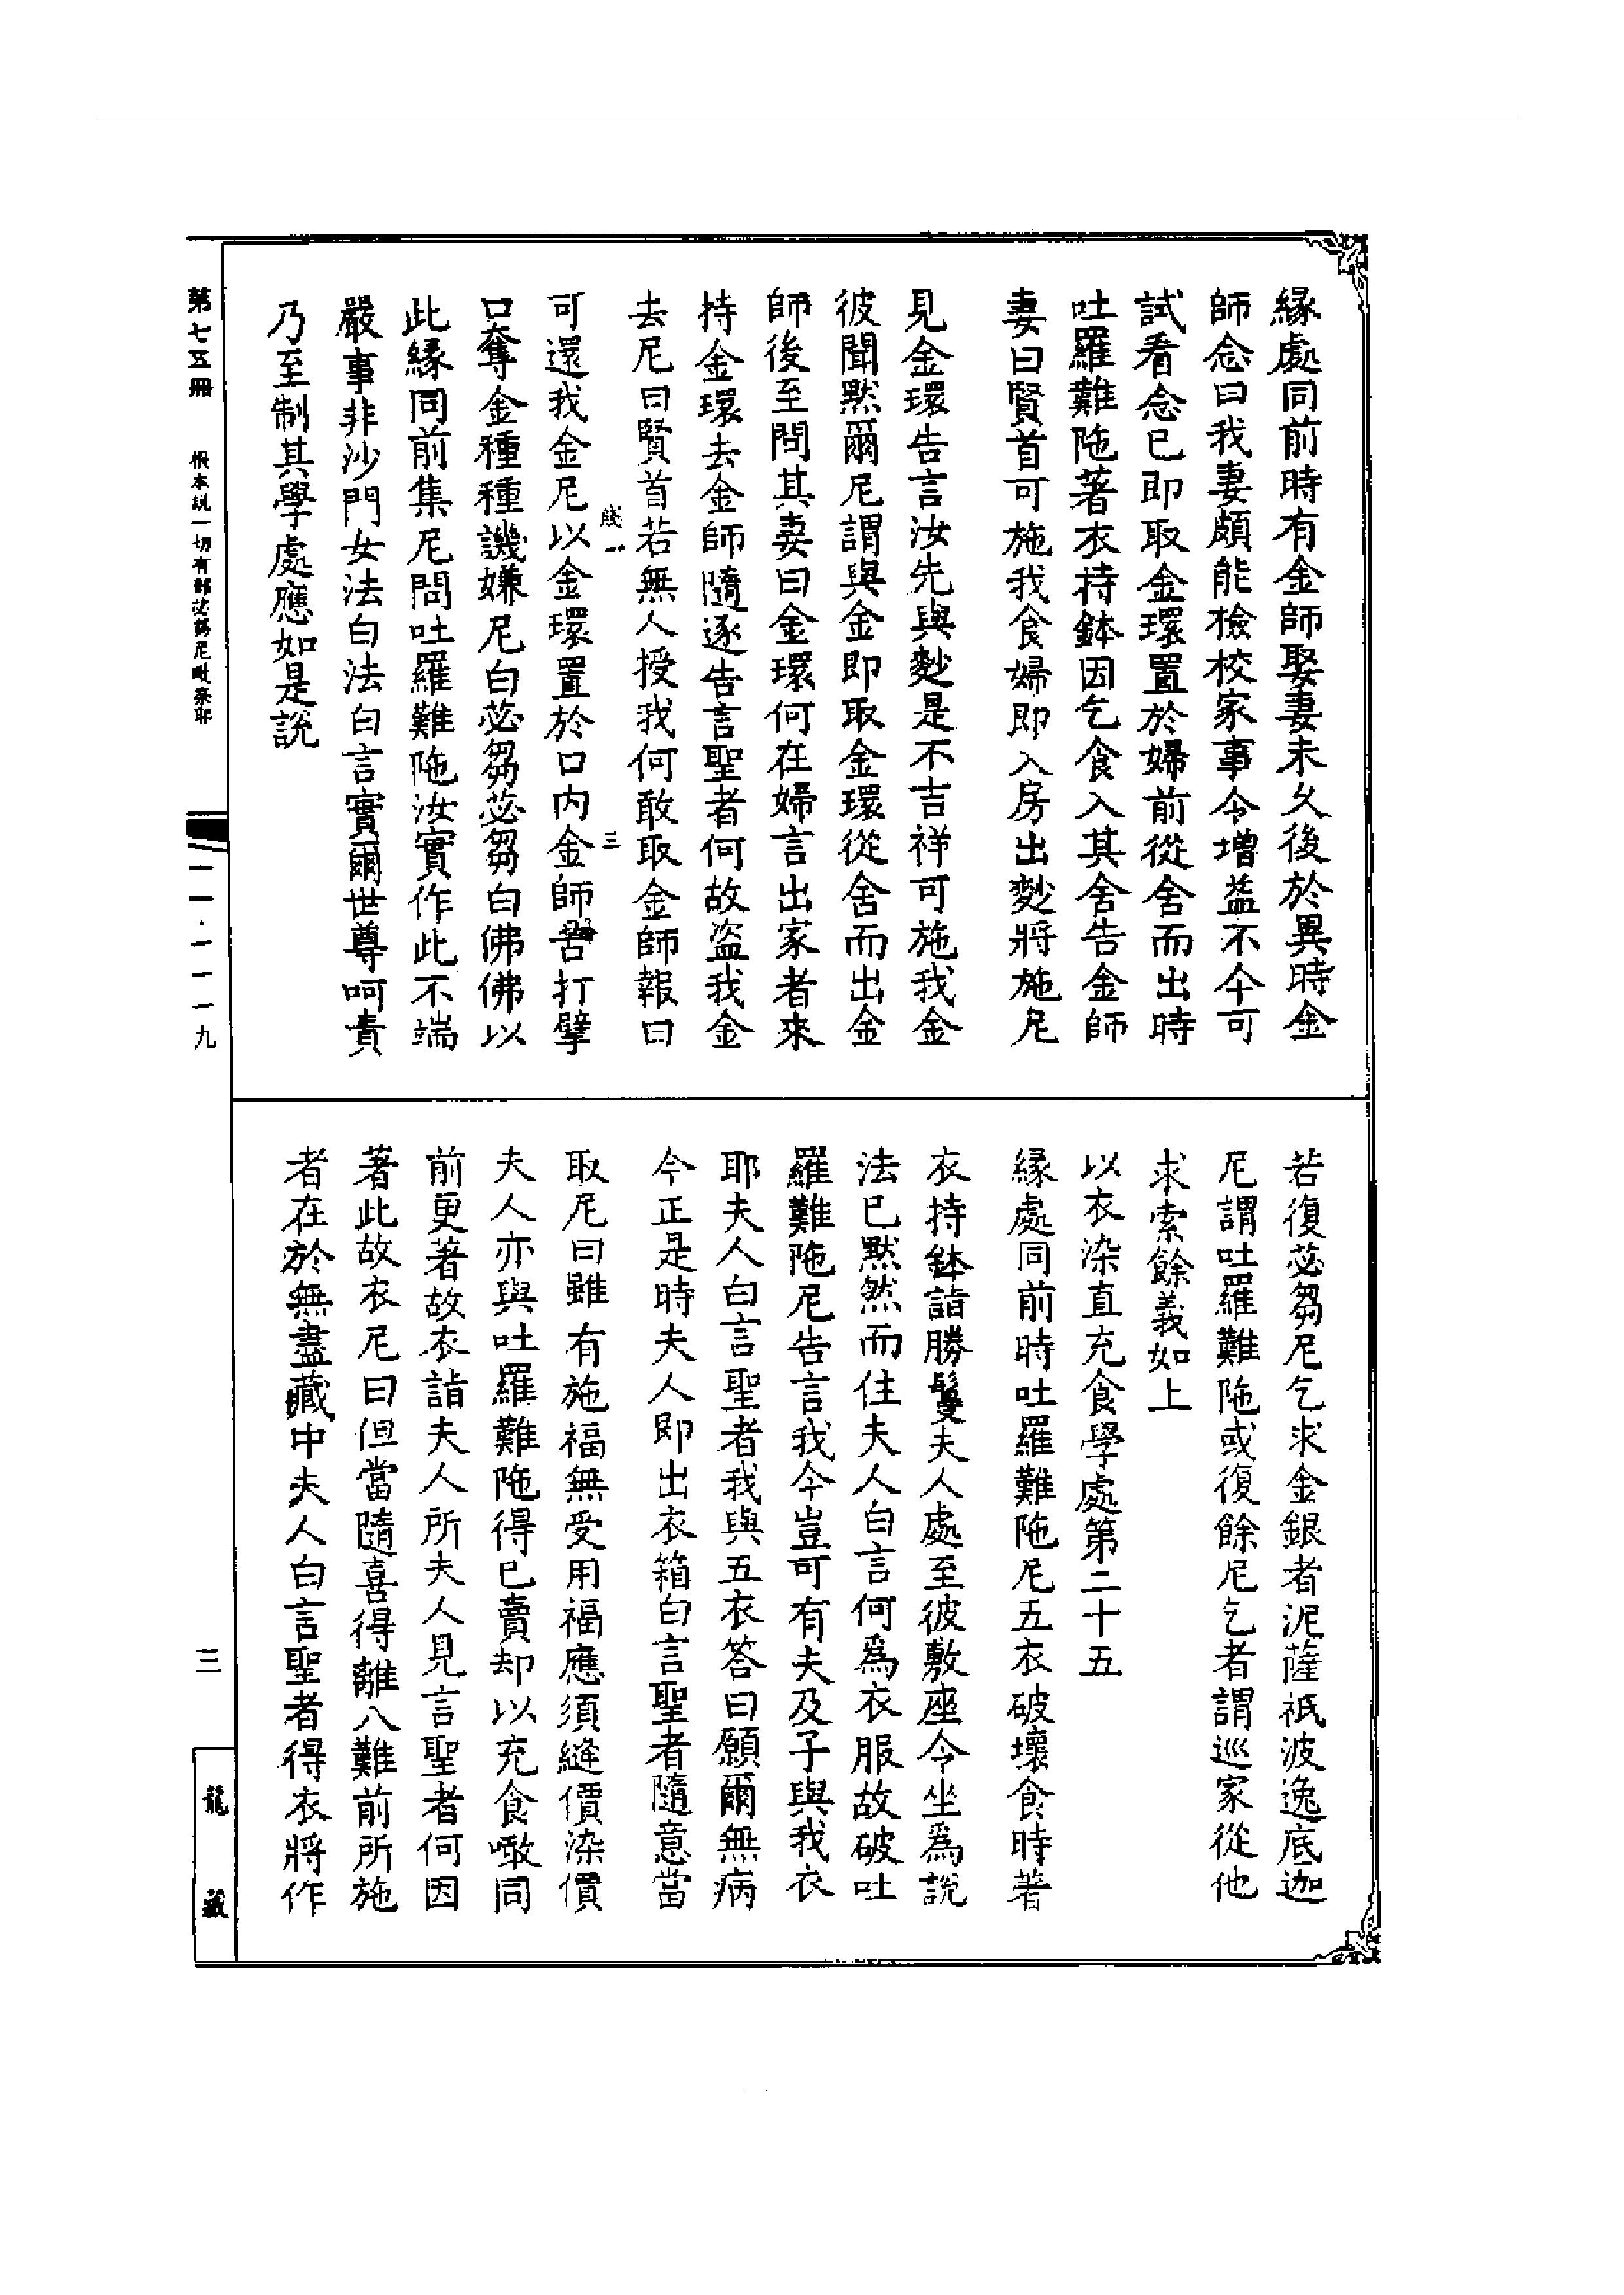 緣處同前時有金師娶妻未久後於異時金
師念曰我妻頗能檢校家事令增益不今可
試看念已即取金環置於婦前從舍而出時
吐羅難陁著衣持鉢因乞食入其舍告金師
妻曰賢首可施我食婦即入房出麨將施尼
見金環告言汝先與麨是不吉祥可施我金
彼聞默爾尼謂與金即取金環從舍而出金
師後至問其妻曰金環何在婦言出家者來
持金環去金師隨逐告言聖者何故盜我金
去尼曰賢首若無人授我何敢取金師報曰
可還我金尼以金環置於口內金師苦打擘
口奪金種種譏嫌尼白苾芻苾芻白佛佛以
此緣同前集尼問吐羅難陁汝實作此不端
嚴事非沙門女法白法白言實爾世尊呵責
乃至制其學處應如是說
若復苾芻尼乞求金銀者泥薩祇波逸底迦
尼謂吐羅難陁或復餘尼乞者謂巡家從他
求索餘義如上
以衣染直充食學處第二十五
緣處同前時吐羅難陁尼五衣破壞食時著
衣持鉢詣勝鬘夫人處至彼敷座令坐爲說
法已默然而住夫人白言何爲衣服故破吐
羅難陁尼告言我今豈可有夫及子與我衣
耶夫人白言聖者我與五衣答曰願爾無病
今正是時夫人即出衣箱白言聖者隨意當
取尼曰雖有施福無受用福應須縫價染價
夫人亦與吐羅難陁得已賣却以充食噉同
前更著故衣詣夫人所夫人見言聖者何因
著此故衣尼曰但當隨喜得離八難前所施
者在於無盡藏中夫人白言聖者得衣將作
第七五冊
根本說一切有部苾芻尼毗奈耶
一一·一一一九
三
龍藏
三